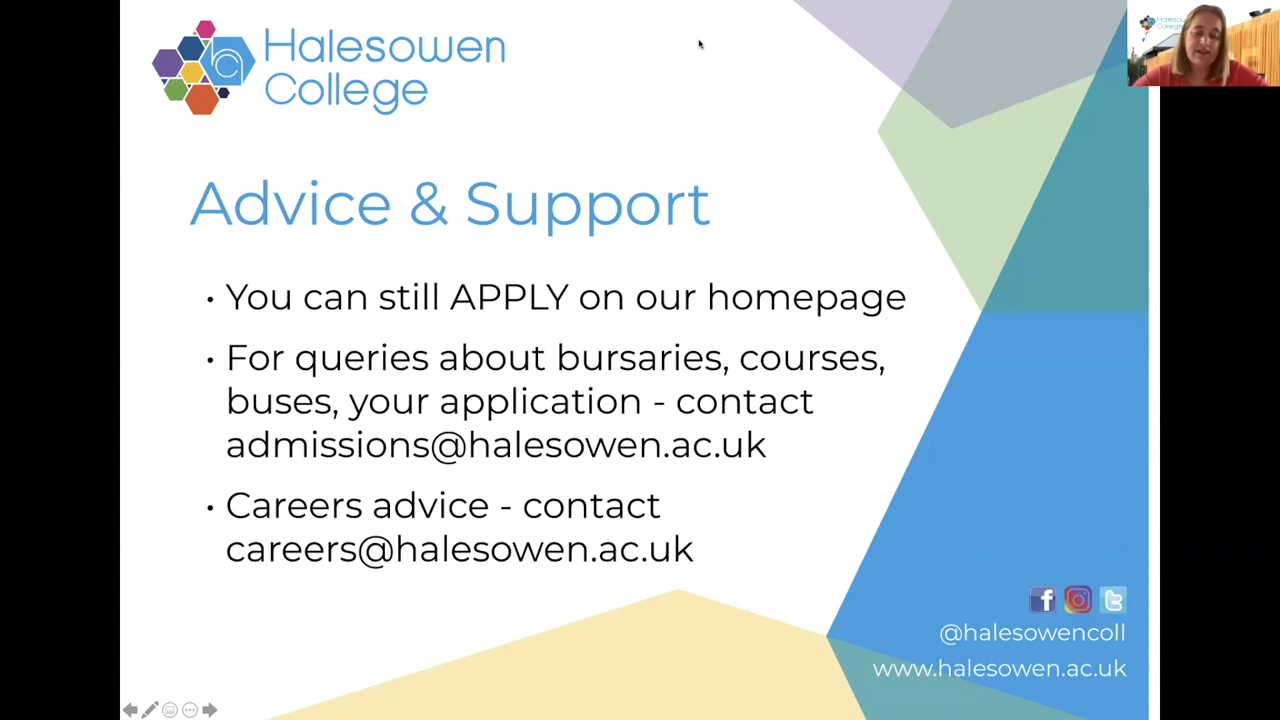 Halesowen
College
Advice & Support
• You can still APPLY on our homepage
• For queries about bursaries, courses,
buses, your application - contact
admissions@halesowen.ac.uk
• Careers advice - contact
careers@halesowen.ac.uk
@halesowencoll
www.halesowen.ac.uk